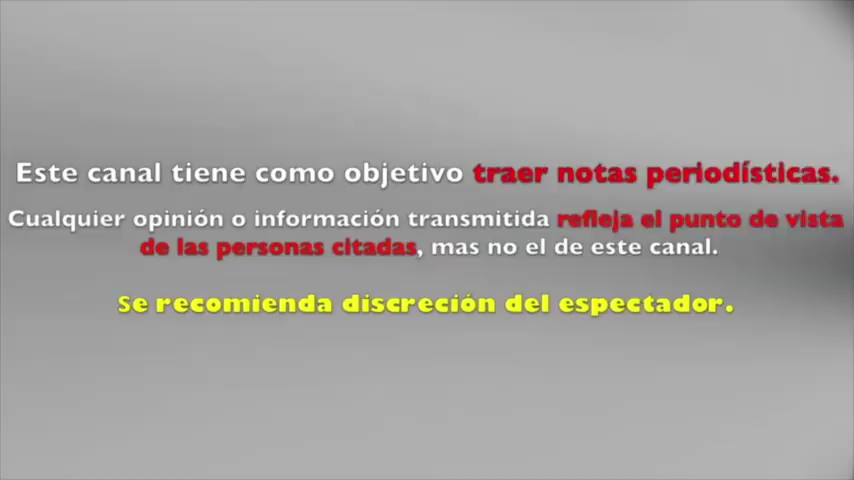 Este canal tiene como objetivo traer notas periodísticas.
Cualquier opinión o información transmitida refleja el punto de vista
de las personas citadas, mas no el de este canal.
Se recomienda discreción del espectador.